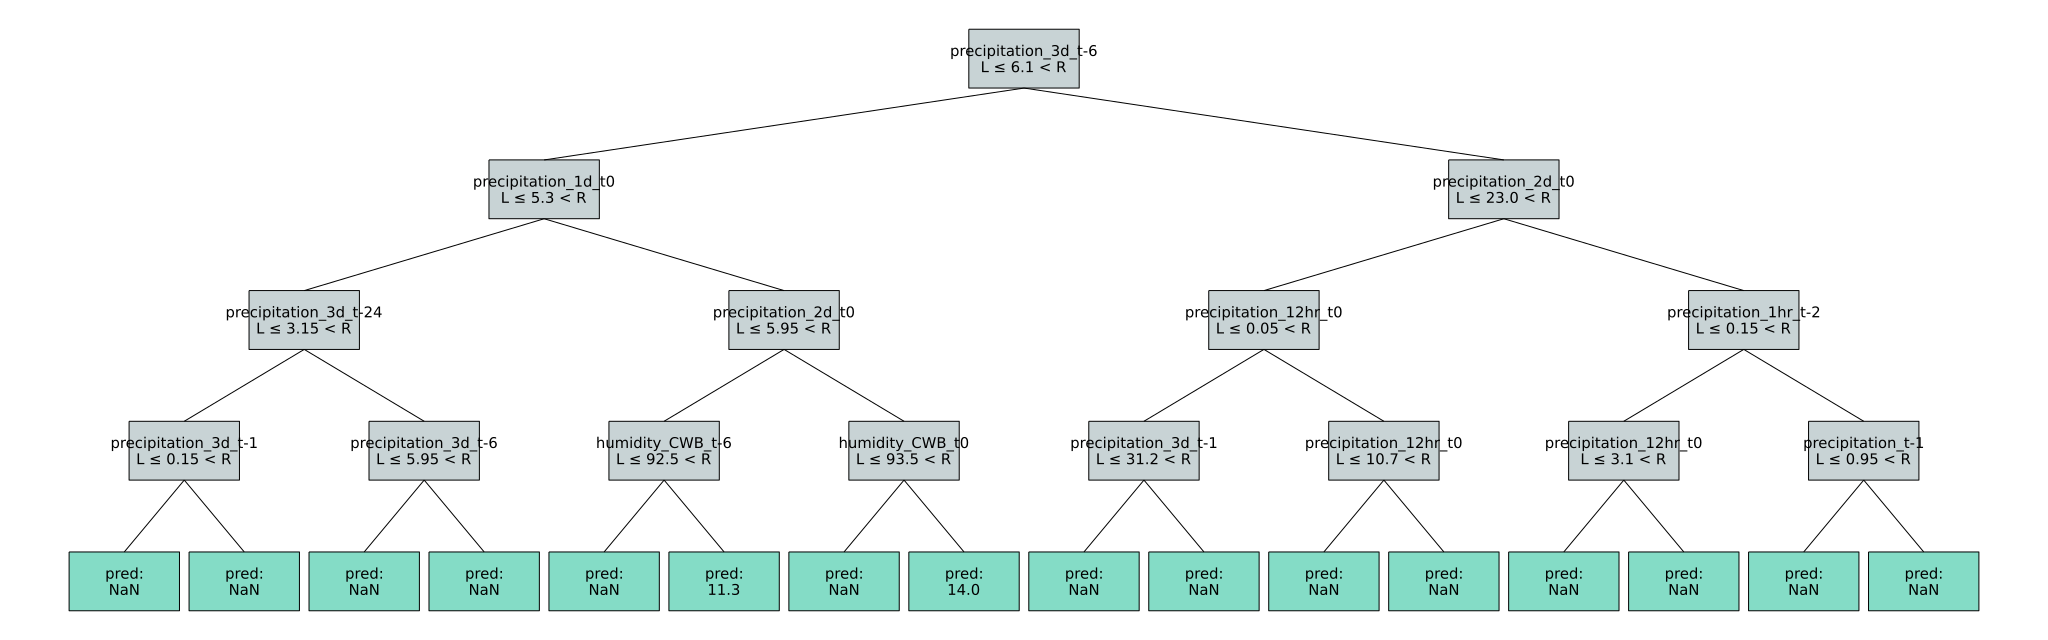 precipitation_3d_t-6
L ≤ 6.1 < R
precipitation_1d_t0
L ≤ 5.3 < R
precipitation_2d_t0
L ≤ 23.0 < R
precipitation_3d_t-24
L ≤ 3.15 < R
precipitation_2d_t0
L ≤ 5.95 < R
precipitation_12hr_t0
L ≤ 0.05 < R
precipitation_1hr_t-2
L ≤ 0.15 < R
precipitation_3d_t-1
L ≤ 0.15 < R
precipitation_3d_t-6
L ≤ 5.95 < R
humidity_CWB_t-6
L ≤ 92.5 < R
humidity_CWB_t0
L ≤ 93.5 < R
precipitation_3d_t-1
L ≤ 31.2 < R
precipitation_12hr_t0
L ≤ 10.7 < R
precipitation_12hr_t0
L ≤ 3.1 < R
precipitation_t-1
L ≤ 0.95 < R
pred:
NaN
pred:
NaN
pred:
NaN
pred:
NaN
pred:
NaN
pred:
11.3
pred:
NaN
pred:
14.0
pred:
NaN
pred:
NaN
pred:
NaN
pred:
NaN
pred:
NaN
pred:
NaN
pred:
NaN
pred:
NaN